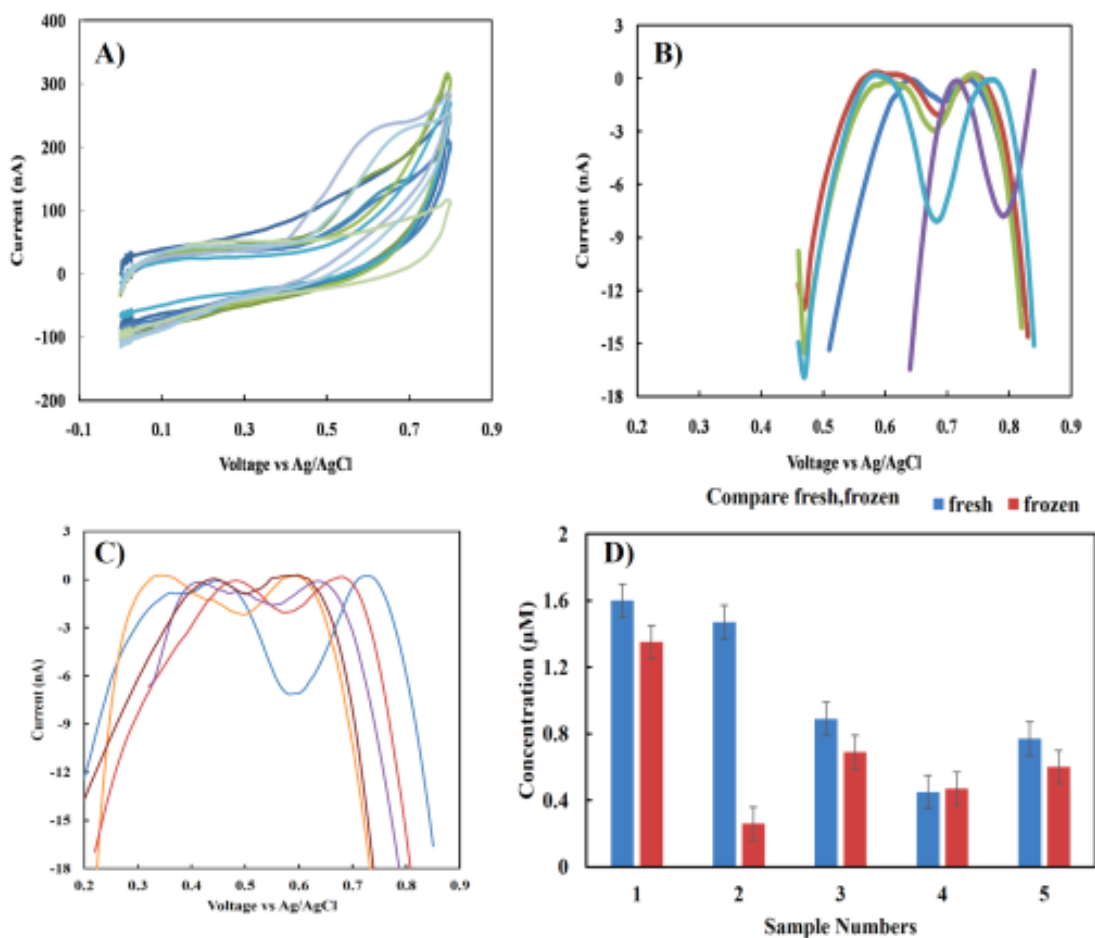 A)
400
300
200
100
0
-100
-200
-0.1 0.1 0.3 0.5 0.7 0.9
Current (nA)
Voltage vs Ag/AgCl
B)
3
0
-3
-6
-9
-12
-15
-18
0.2 0.3 0.4 0.5 0.6 0.7 0.8 0.9
Current (nA)
Voltage vs Ag/AgCl
C)
3
0
-3
-6
-9
-12
-15
-18
0.2 0.3 0.4 0.5 0.6 0.7 0.8 0.9
Current (nA)
Voltage vs Ag/AgCl
Compare fresh,frozen fresh frozen
D)
2
1.6
1.2
0.8
0.4
0
1 2 3 4 5
Concentration (µM)
Sample Numbers